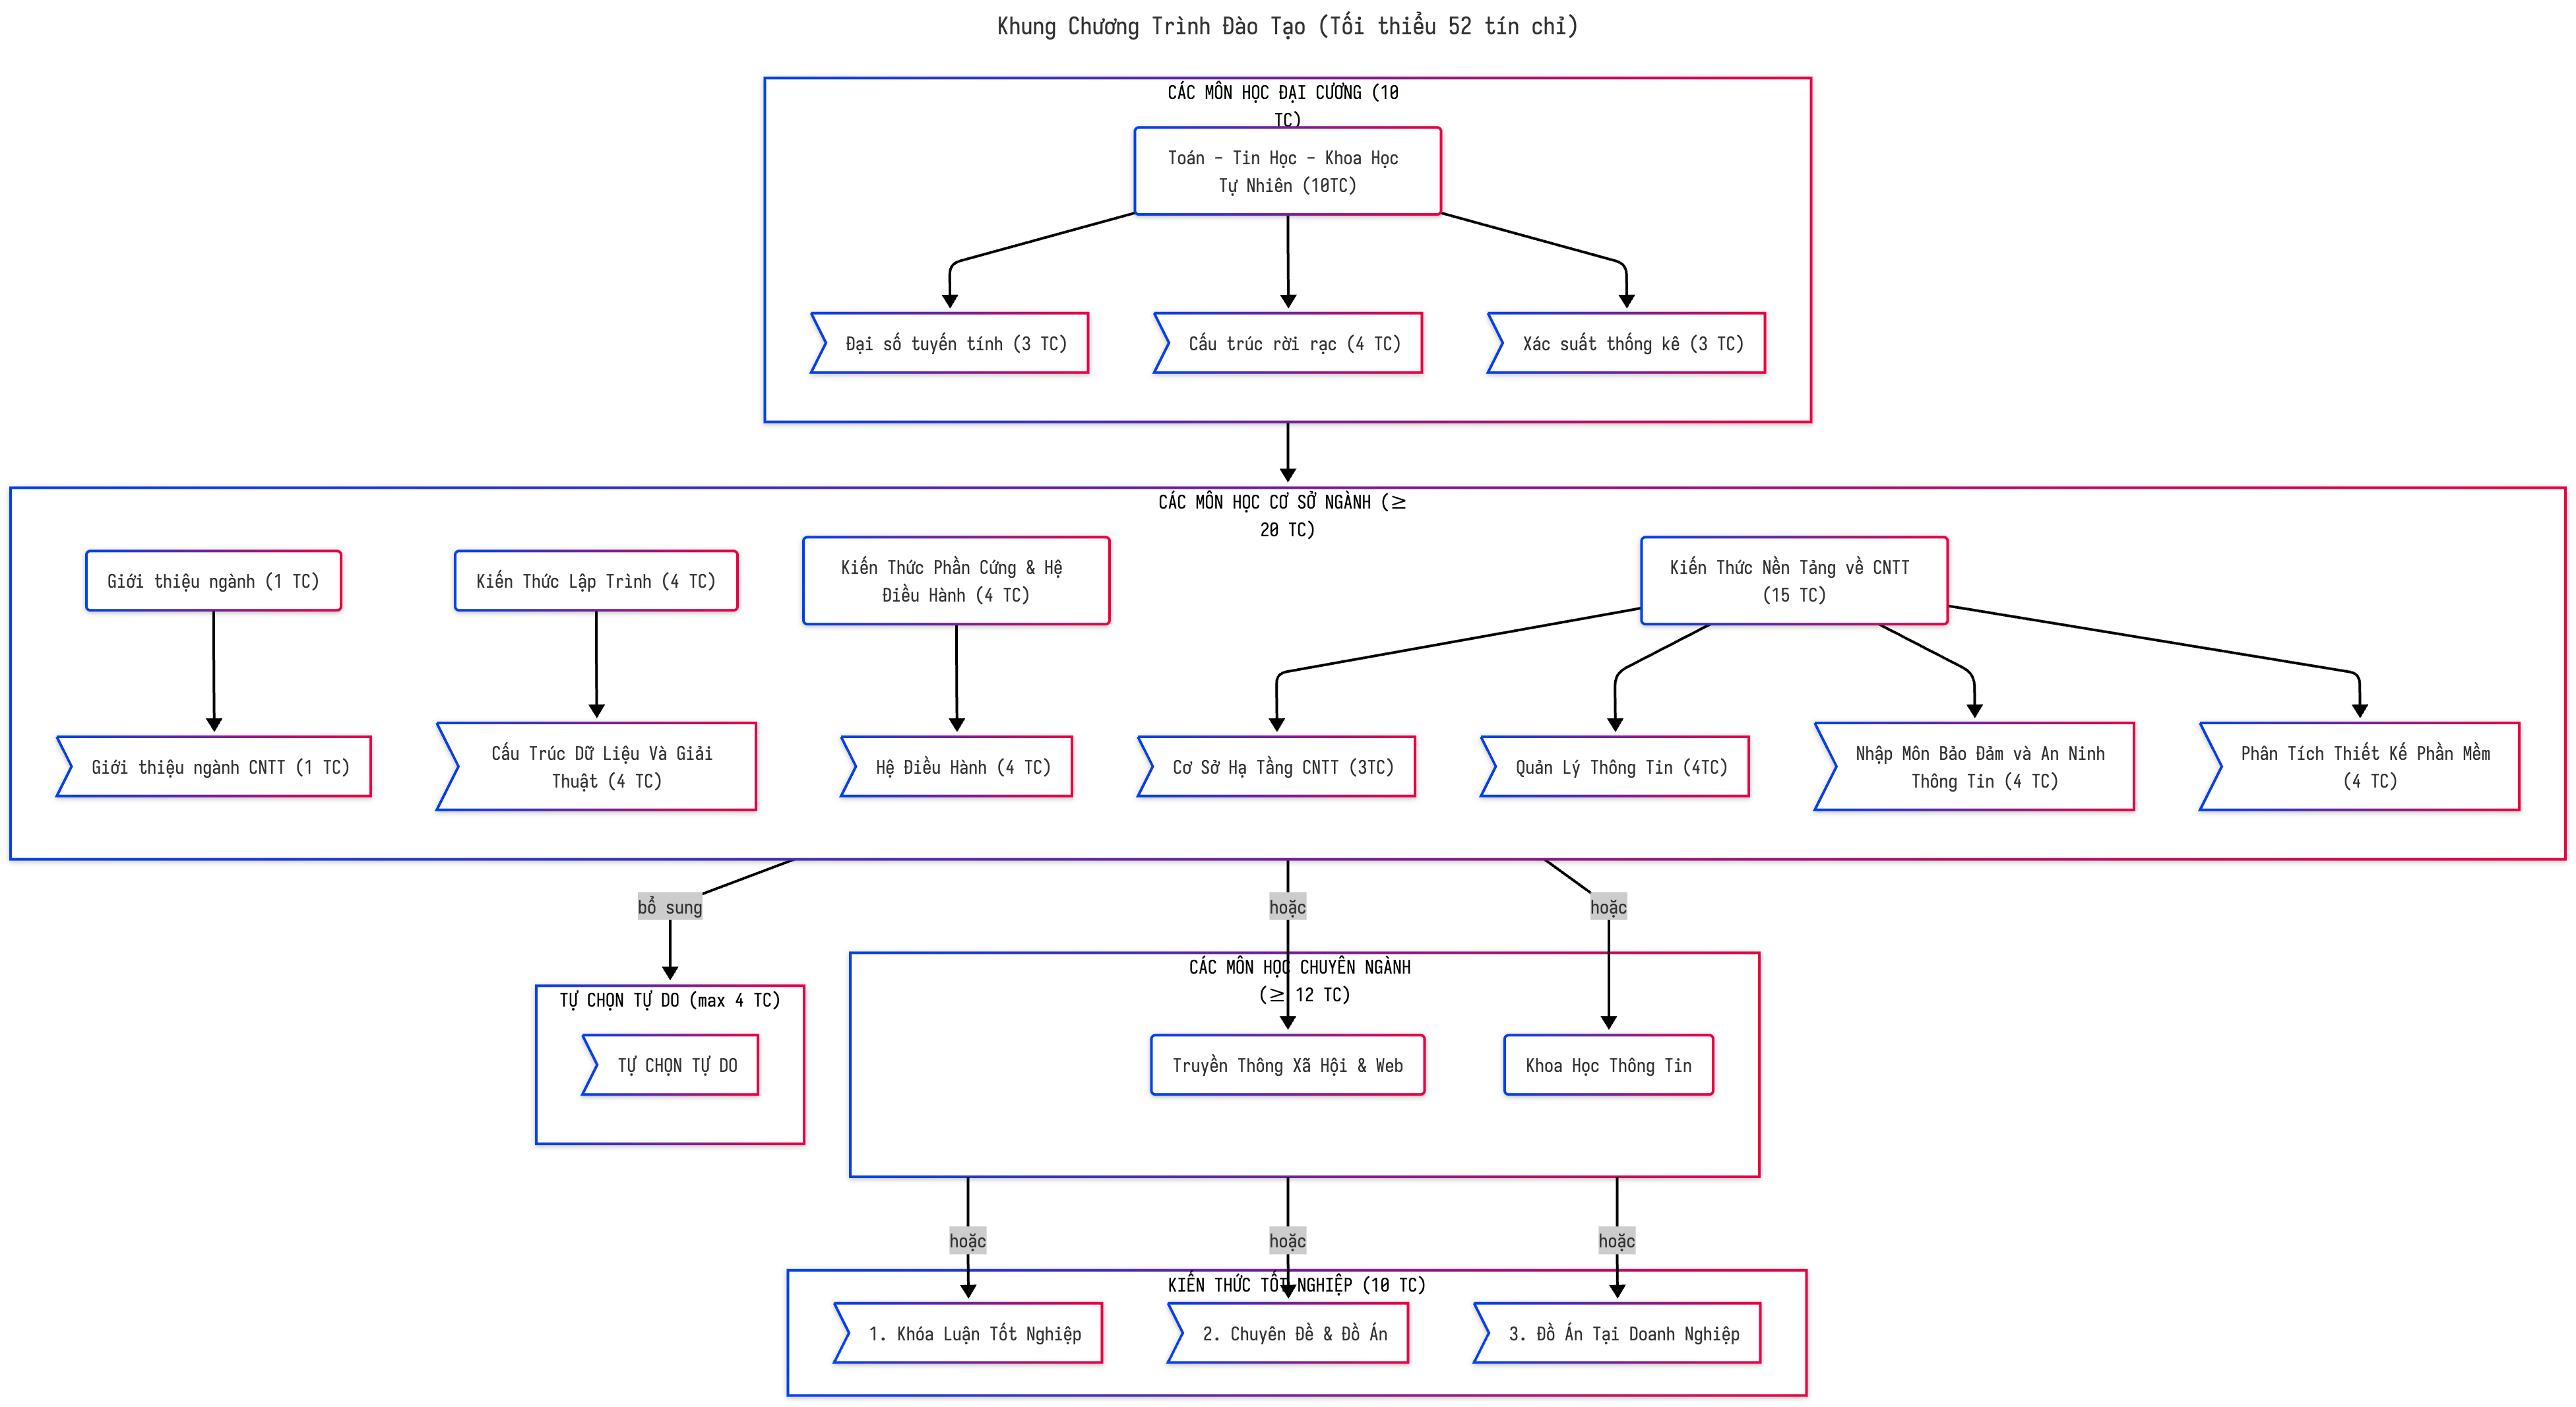 Khung Chương Trình Đào Tạo (Tối thiểu 52 tín chỉ)
CÁC MÔN HỌC ĐẠI CƯƠNG (10
TC)
Toán - Tin Học - Khoa Học
Tự Nhiên (10TC)
Đại số tuyến tính (3 TC)
Cấu trúc rời rạc (4 TC)
Xác suất thống kê (3 TC)
CÁC MÔN HỌC CƠ SỞ NGÀNH (≥
20 TC)
Giới thiệu ngành (1 TC)
Kiến Thức Lập Trình (4 TC)
Kiến Thức Phần Cứng & Hệ
Điều Hành (4 TC)
Kiến Thức Nền Tảng về CNTT
(15 TC)
Giới thiệu ngành CNTT (1 TC)
Cấu Trúc Dữ Liệu Và Giải
Thuật (4 TC)
Hệ Điều Hành (4 TC)
Cơ Sở Hạ Tầng CNTT (3TC)
Quản Lý Thông Tin (4TC)
Nhập Môn Bảo Đảm và An Ninh
Thông Tin (4 TC)
Phân Tích Thiết Kế Phần Mềm
(4 TC)
bổ sung
hoặc
hoặc
TỰ CHỌN TỰ DO (max 4 TC)
TỰ CHỌN TỰ DO
CÁC MÔN HỌC CHUYÊN NGÀNH
(≥ 12 TC)
Truyền Thông Xã Hội & Web
Khoa Học Thông Tin
hoặc
hoặc
hoặc
KIẾN THỨC TỐT NGHIỆP (10 TC)
1. Khóa Luận Tốt Nghiệp
2. Chuyên Đề & Đồ Án
3. Đồ Án Tại Doanh Nghiệp